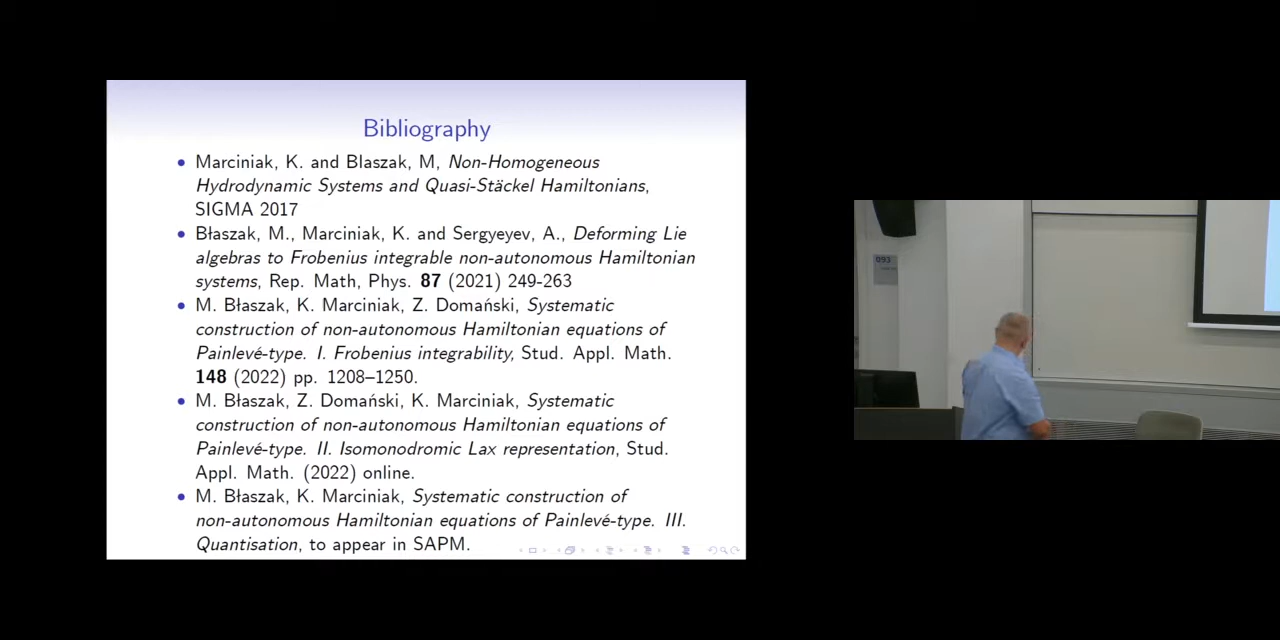 Bibliography
• Marciniak, K. and Blaszak, M, Non-Homogeneous
Hydrodynamic Systems and Quasi-Stäckel Hamiltonians,
SIGMA 2017
• Błaszak, M., Marciniak, K. and Sergyeyev, A., Deforming Lie
algebras to Frobenius integrable non-autonomous Hamiltonian
systems, Rep. Math, Phys. 87 (2021) 249-263
• M. Błaszak, K. Marciniak, Z. Domański, Systematic
construction of non-autonomous Hamiltonian equations of
Painlevé-type. I. Frobenius integrability, Stud. Appl. Math.
148 (2022) pp. 1208–1250.
• M. Błaszak, Z. Domański, K. Marciniak, Systematic
construction of non-autonomous Hamiltonian equations of
Painlevé-type. II. Isomonodromic Lax representation, Stud.
Appl. Math. (2022) online.
• M. Błaszak, K. Marciniak, Systematic construction of
non-autonomous Hamiltonian equations of Painlevé-type. III.
Quantisation, to appear in SAPM.
093